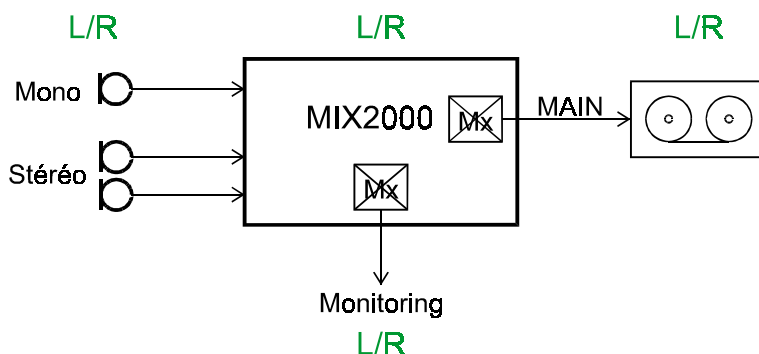 L/R L/R L/R
Mono
MIX2000 Mx MAIN
Stéréo
Mx
Monitoring
L/R